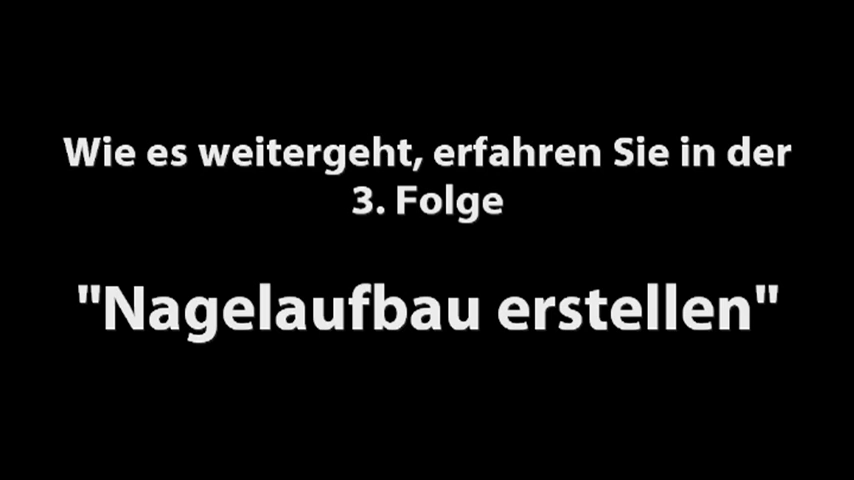 Wie es weitergeht, erfahren Sie in der
3. Folge
"Nagelaufbau erstellen"